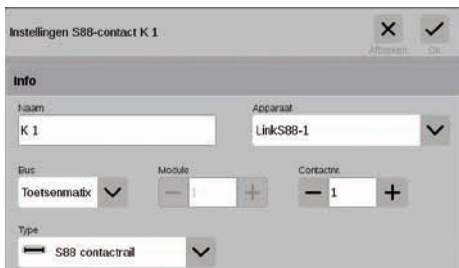 Instellingen S88-contact K 1
Afbreken Ok
Info
Naam Apparaat
K 1 LinkS88-1
Bus Module Contactnr.
Toetsenmatix 1 1
Type
S88 contactrail